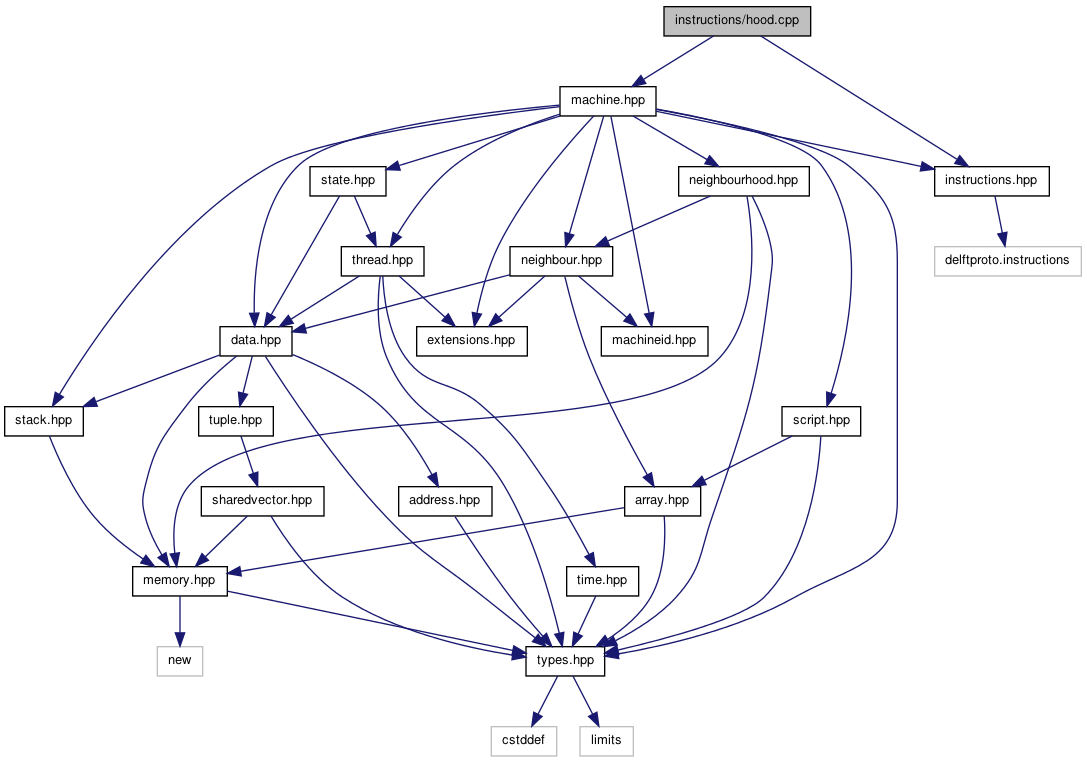 instructions/hood.cpp
machine.hpp
state.hpp
neighbourhood.hpp
instructions.hpp
thread.hpp
neighbour.hpp
delftproto.instructions
data.hpp
extensions.hpp
machineid.hpp
stack.hpp
tuple.hpp
script.hpp
sharedvector.hpp
address.hpp
array.hpp
memory.hpp
time.hpp
new
types.hpp
cstddef
limits